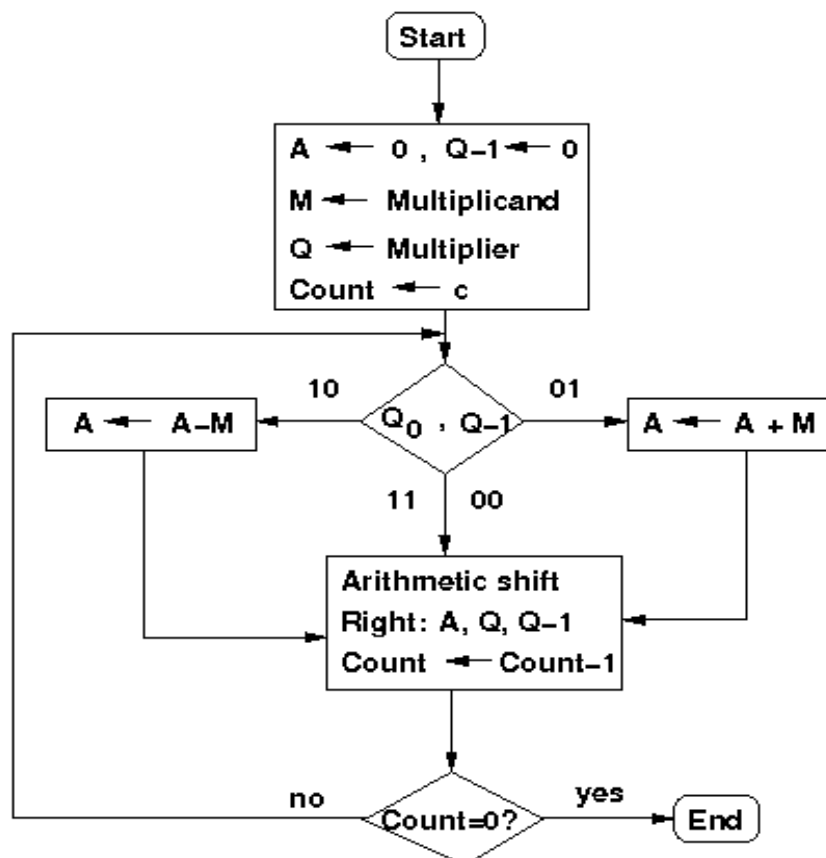 Start
A ← 0 , Q-1 ← 0
M ← Multiplicand
Q ← Multiplier
Count ← c
10
01
A ← A-M
Q0 , Q-1
A ← A + M
11 00
Arithmetic shift
Right: A, Q, Q-1
Count ← Count-1
no
yes
Count=0?
End